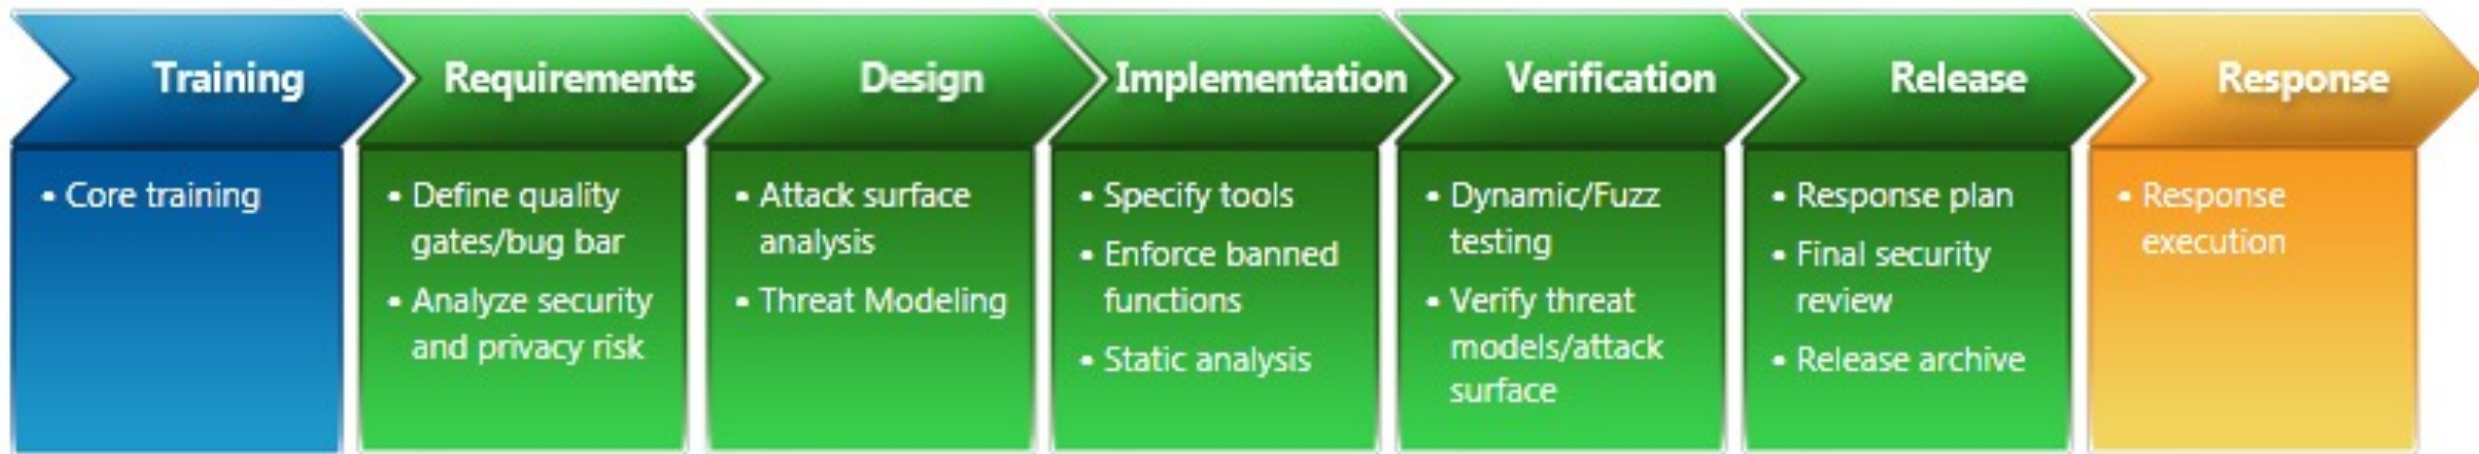 Training
Requirements
Design
Implementation
Verification
Release
Response
• Core training
• Define quality
gates/bug bar
• Analyze security
and privacy risk
• Attack surface
analysis
• Threat Modeling
• Specify tools
• Enforce banned
functions
• Static analysis
• Dynamic/Fuzz
testing
• Verify threat
models/attack
surface
• Response plan
• Final security
review
• Release archive
• Response
execution